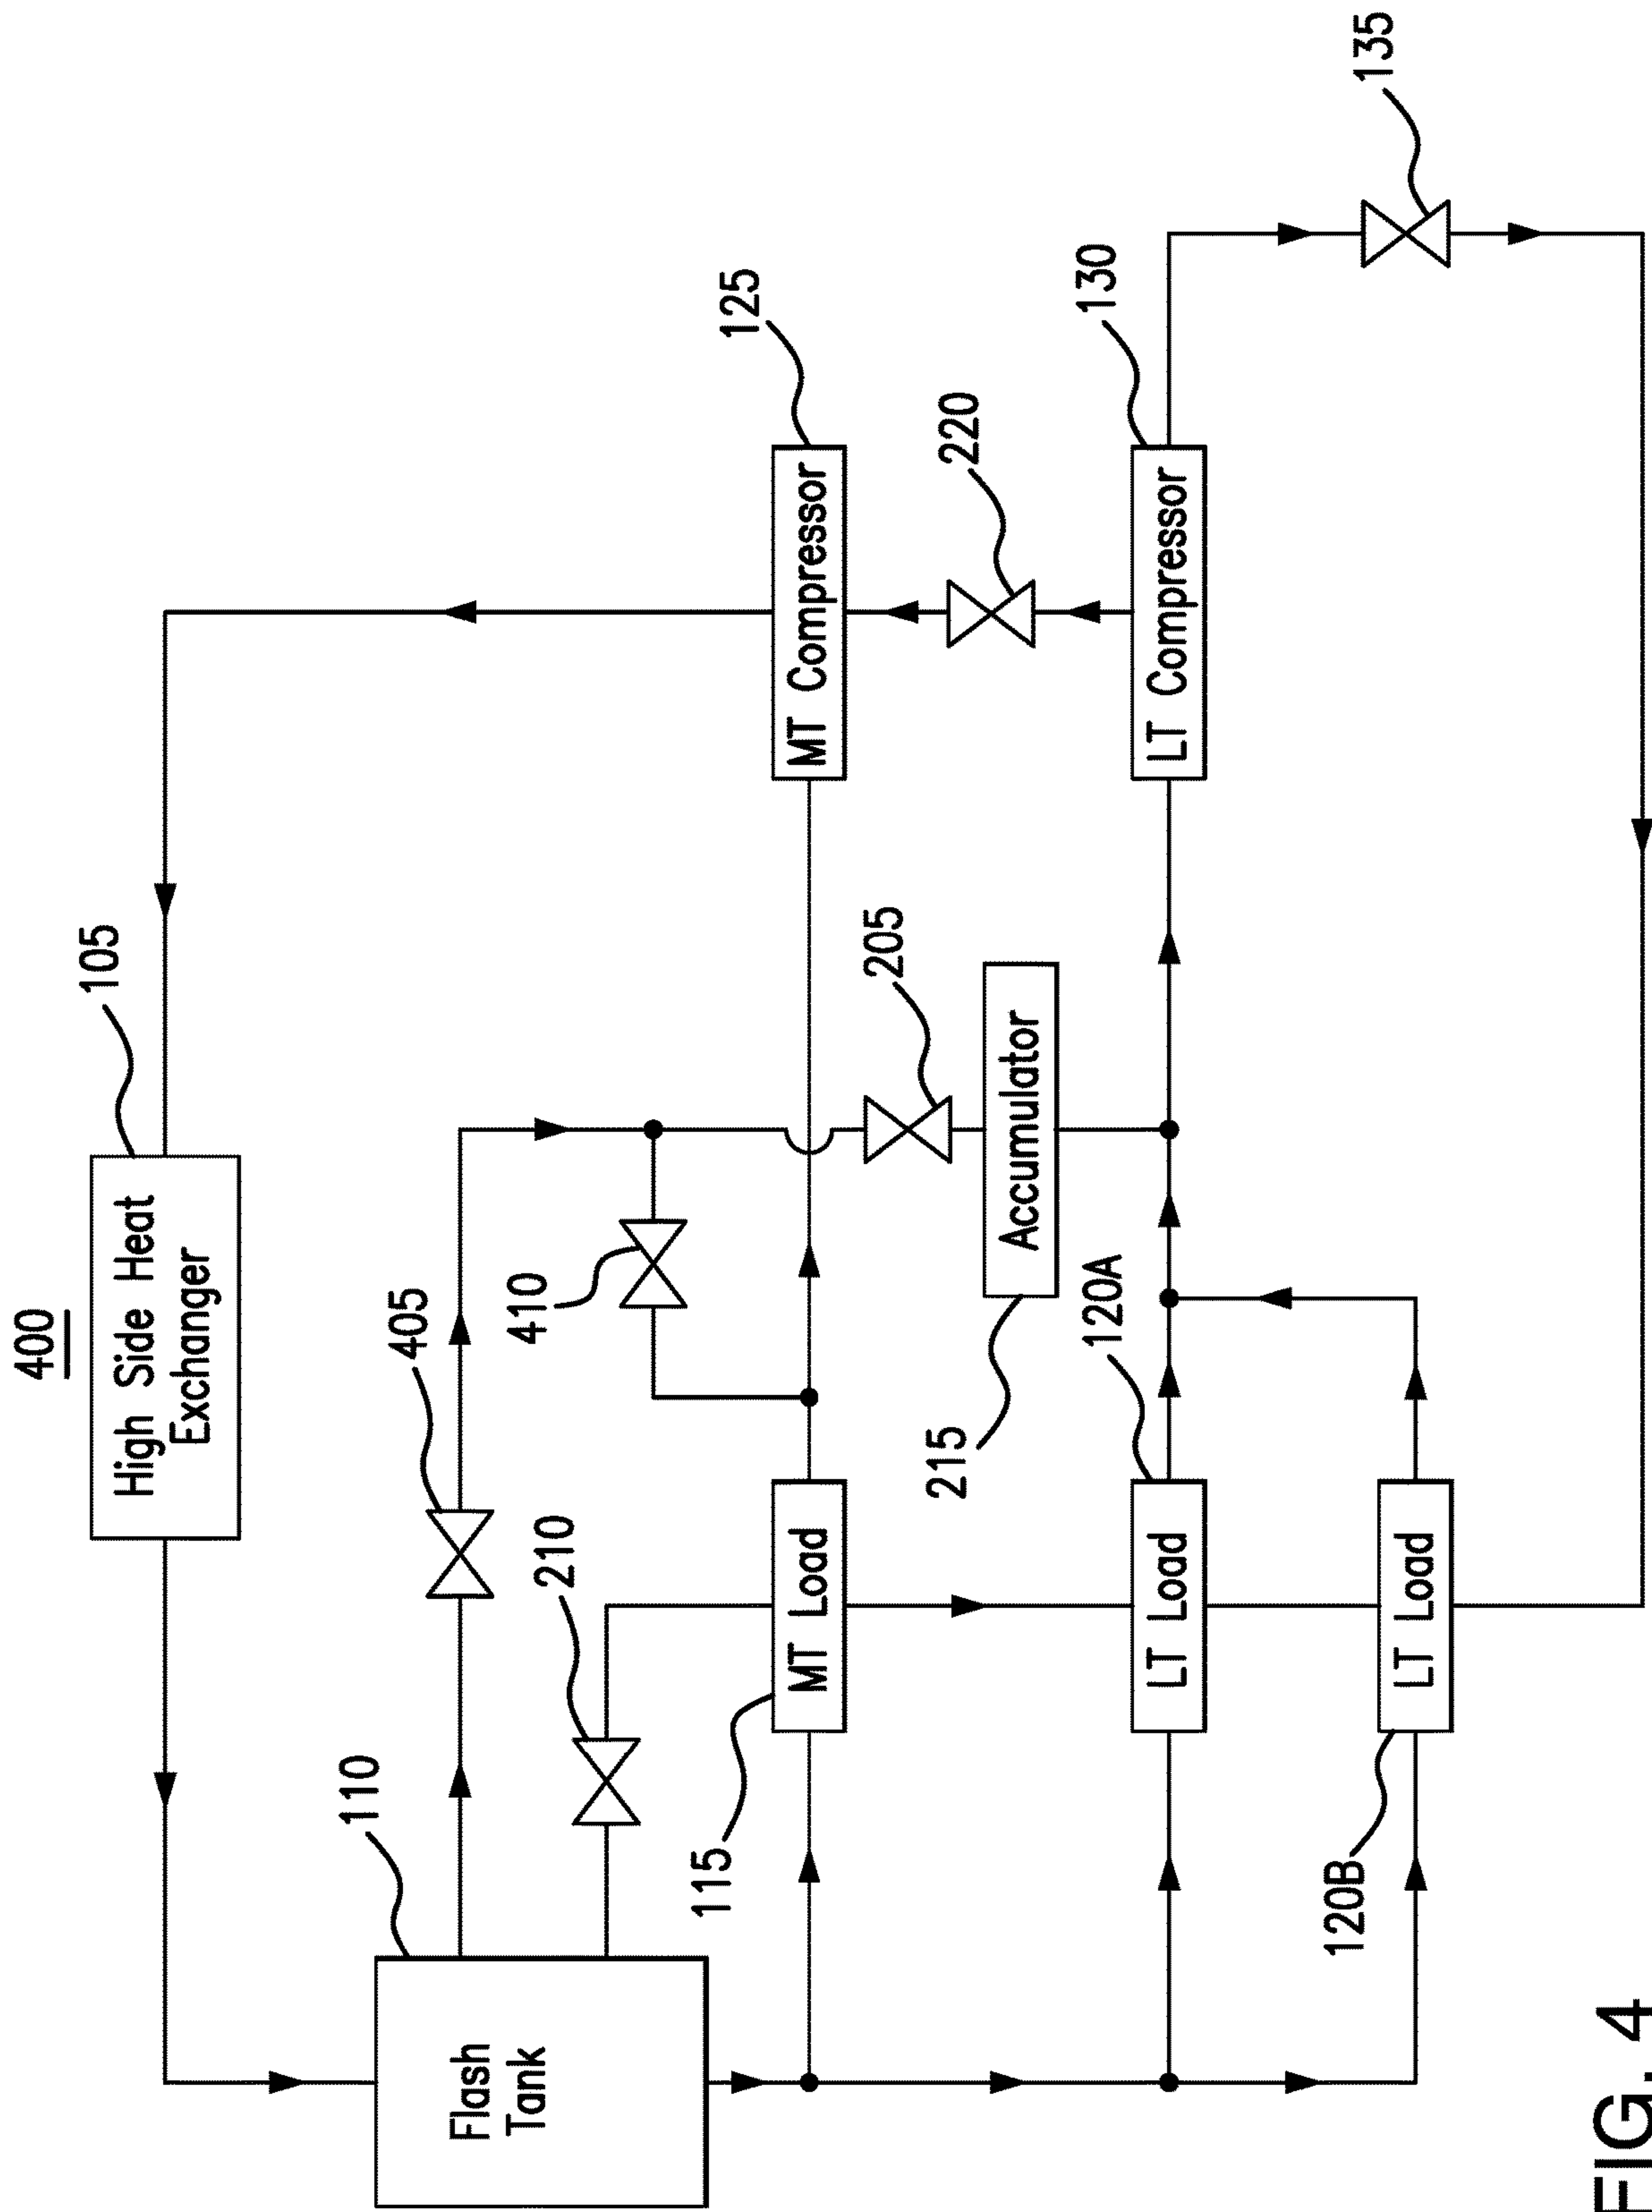 400
High Side Heat
Exchanger
105
110
Flash
Tank
405
210
410
115
MT Load
205
MT Compressor
125
220
215
Accumulator
120A
LT Load
LT Compressor
130
120B
LT Load
135
FIG. 4